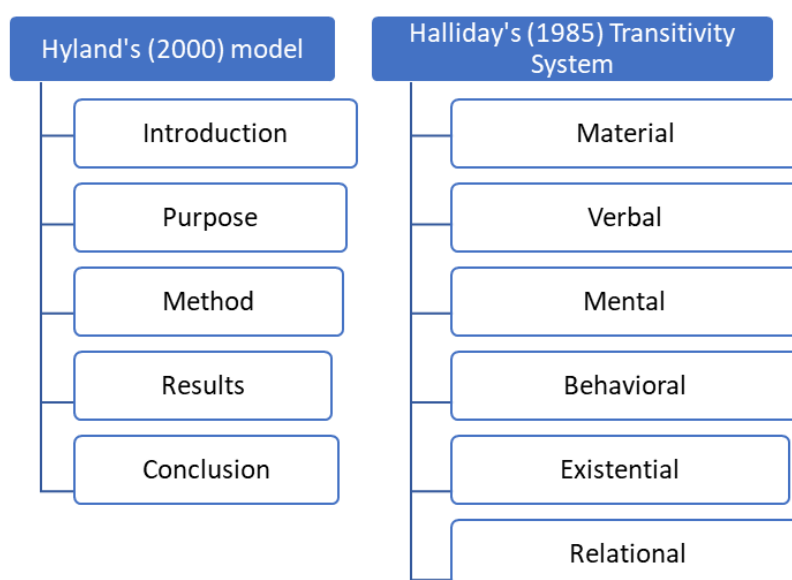 Hyland's (2000) model
Introduction
Purpose
Method
Results
Conclusion
Halliday's (1985) Transitivity
System
Material
Verbal
Mental
Behavioral
Existential
Relational